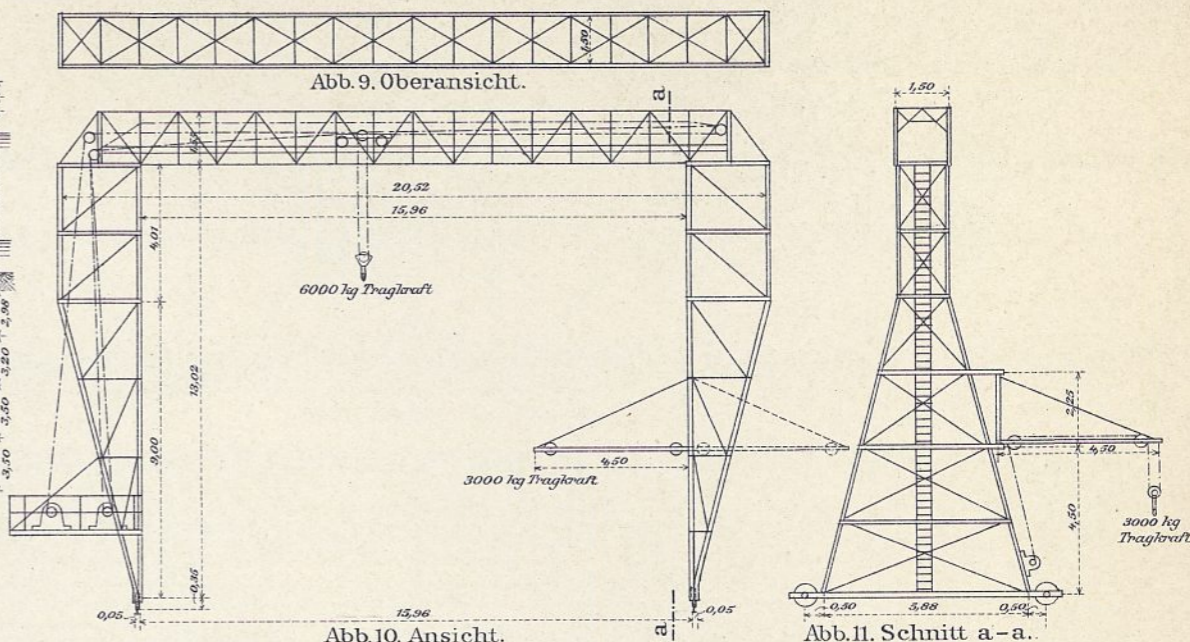 1,50
Abb. 9. Oberansicht.
a
1,50
20,52
15,96
4,01
6000 kg Tragkraft
13,02
9,00
4,50
3000 kg Tragkraft
2,25
4,50
4,50
3000 kg
Tragkraft
2,98
3,20
3,50
3,50
0,35
0,05
15,96
0,05
0,50
5,88
0,50
Abb. 10. Ansicht.
a
Abb. 11. Schnitt a-a.